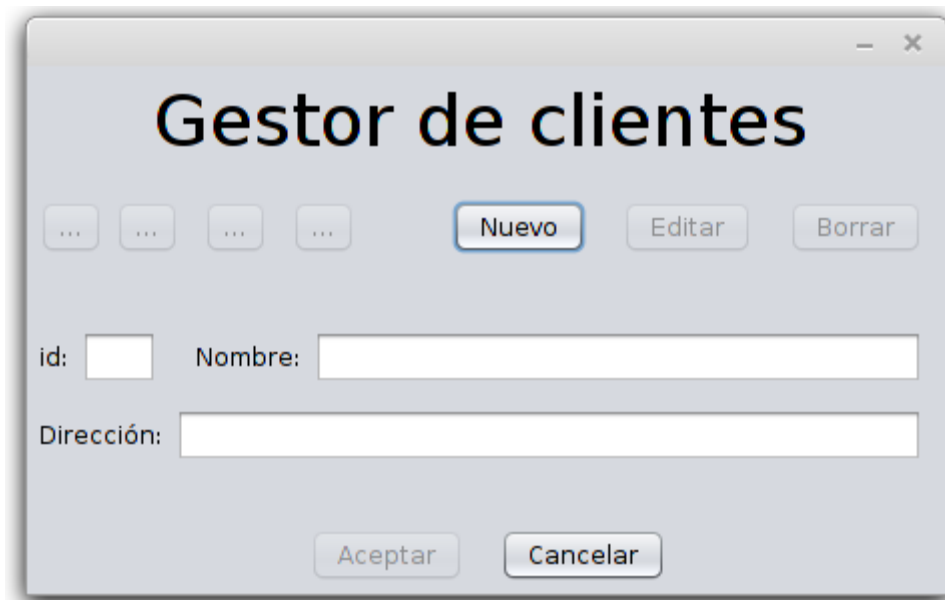 Gestor de clientes
... ... ... ... Nuevo Editar Borrar
id: Nombre:
Dirección:
Aceptar Cancelar